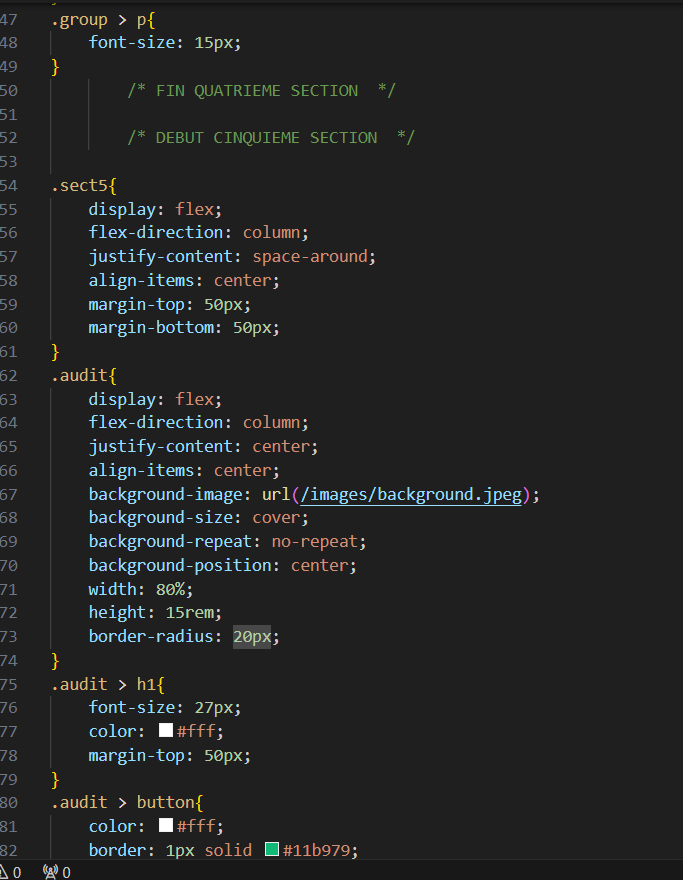 47 .group > p{
48 font-size: 15px;
49 }
50 /* FIN QUATRIEME SECTION */
51
52 /* DEBUT CINQUIEME SECTION */
53
54 .sect5{
55 display: flex;
56 flex-direction: column;
57 justify-content: space-around;
58 align-items: center;
59 margin-top: 50px;
60 margin-bottom: 50px;
61 }
62 .audit{
63 display: flex;
64 flex-direction: column;
65 justify-content: center;
66 align-items: center;
67 background-image: url(/images/background.jpeg);
68 background-size: cover;
69 background-repeat: no-repeat;
70 background-position: center;
71 width: 80%;
72 height: 15rem;
73 border-radius: 20px;
74 }
75 .audit > h1{
76 font-size: 27px;
77 color: #fff;
78 margin-top: 50px;
79 }
80 .audit > button{
81 color: #fff;
82 border: 1px solid #11b979;
0 0